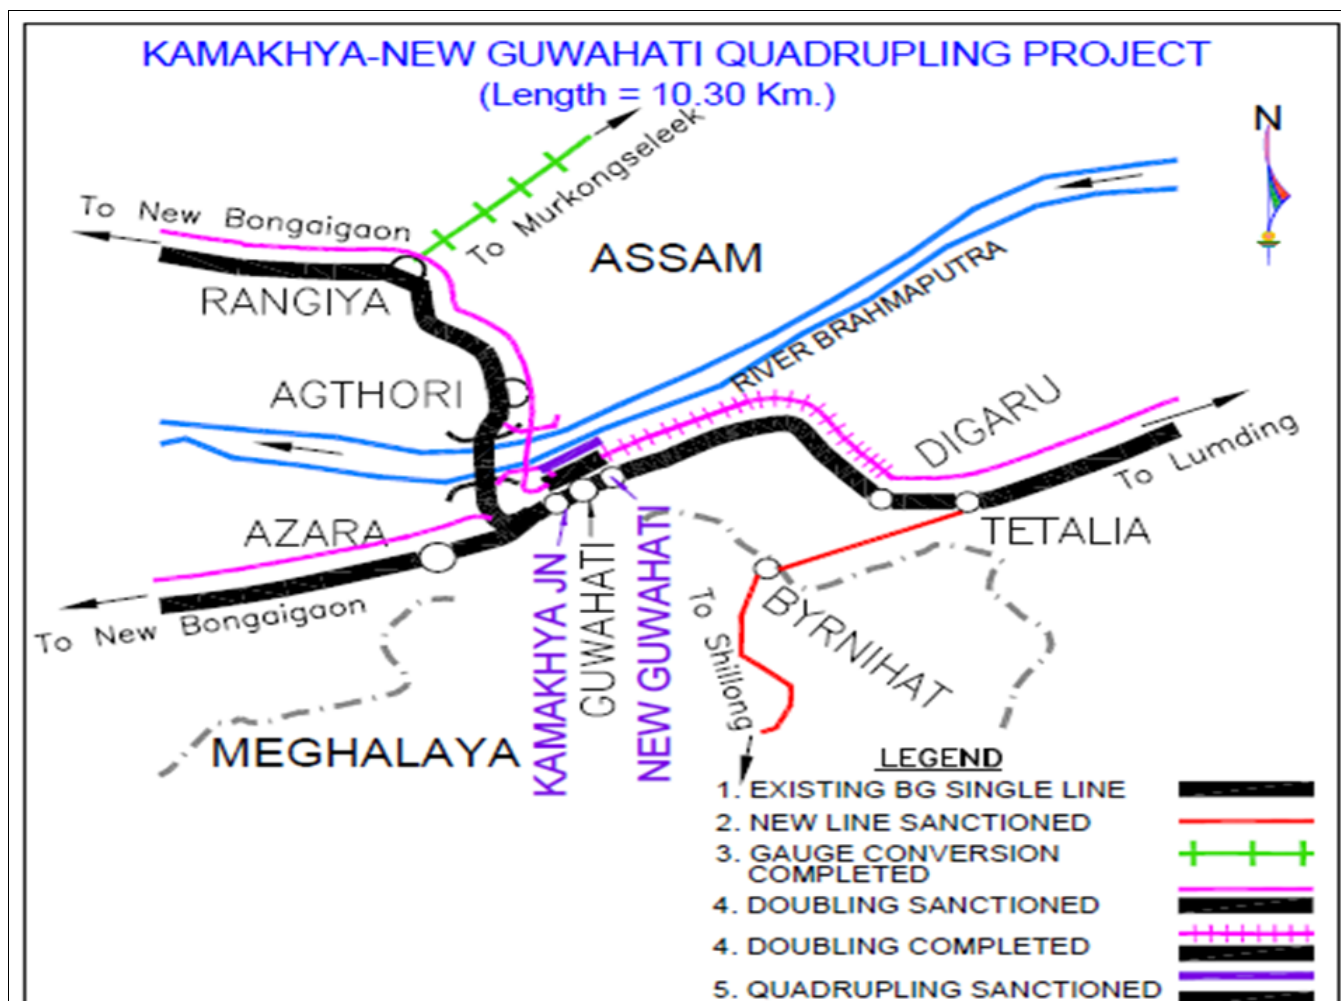 KAMAKHYA-NEW GUWAHATI QUADRUPLING PROJECT
(Length = 10.30 Km.)
N
To Murkongseleek
To New Bongaigaon
ASSAM
RANGIYA
RIVER BRAHMAPUTRA
AGTHORI
DIGARU
To Lumding
AZARA
TETALIA
To New Bongaigaon
KAMAKHYA JN
GUWAHATI
NEW GUWAHATI
To Shillong
BYRNIHAT
MEGHALAYA
LEGEND
1. EXISTING BG SINGLE LINE
2. NEW LINE SANCTIONED
3. GAUGE CONVERSION
COMPLETED
4. DOUBLING SANCTIONED
4. DOUBLING COMPLETED
5. QUADRUPLING SANCTIONED